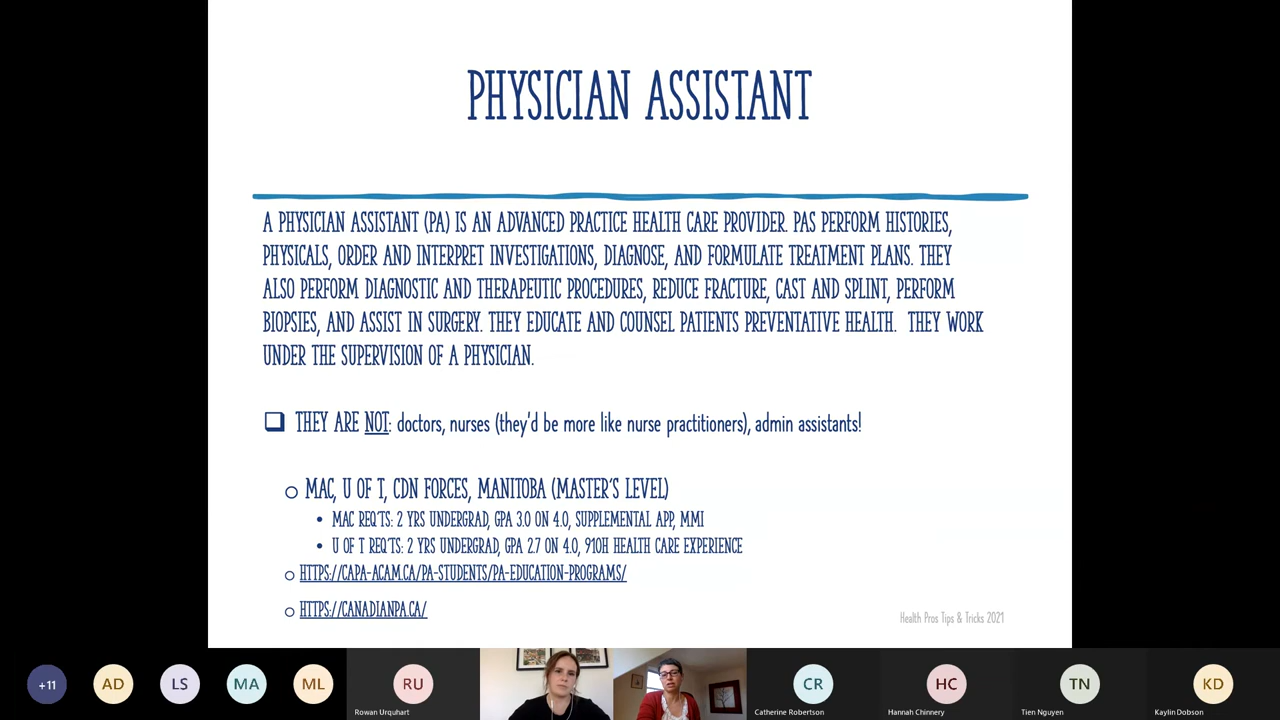 PHYSICIAN ASSISTANT
A PHYSICIAN ASSISTANT (PA) IS AN ADVANCED PRACTICE HEALTH CARE PROVIDER. PAS PERFORM HISTORIES,
PHYSICALS, ORDER AND INTERPRET INVESTIGATIONS, DIAGNOSE, AND FORMULATE TREATMENT PLANS. THEY
ALSO PERFORM DIAGNOSTIC AND THERAPEUTIC PROCEDURES, REDUCE FRACTURE, CAST AND SPLINT, PERFORM
BIOPSIES, AND ASSIST IN SURGERY. THEY EDUCATE AND COUNSEL PATIENTS PREVENTATIVE HEALTH. THEY WORK
UNDER THE SUPERVISION OF A PHYSICIAN.
THEY ARE NOT: doctors, nurses (they'd be more like nurse practitioners), admin assistants!
MAC, U OF T, CDN FORCES, MANITOBA (MASTER'S LEVEL)
MAC REQ'TS: 2 YRS UNDERGRAD, GPA 3.0 ON 4.0, SUPPLEMENTAL APP, MMI
U OF T REQ'TS: 2 YRS UNDERGRAD, GPA 2.7 ON 4.0, 910H HEALTH CARE EXPERIENCE
HTTPS://CAPA-ACAM.CA/PA-STUDENTS/PA-EDUCATION-PROGRAMS/
HTTPS://CANADIANPA.CA/
Health Pros Tips & Tricks 2021
+11
AD
LS
MA
ML
RU
Rowan Urquhart
CR
Catherine Robertson
HC
Hannah Chinnery
TN
Tien Nguyen
KD
Kaylin Dobson